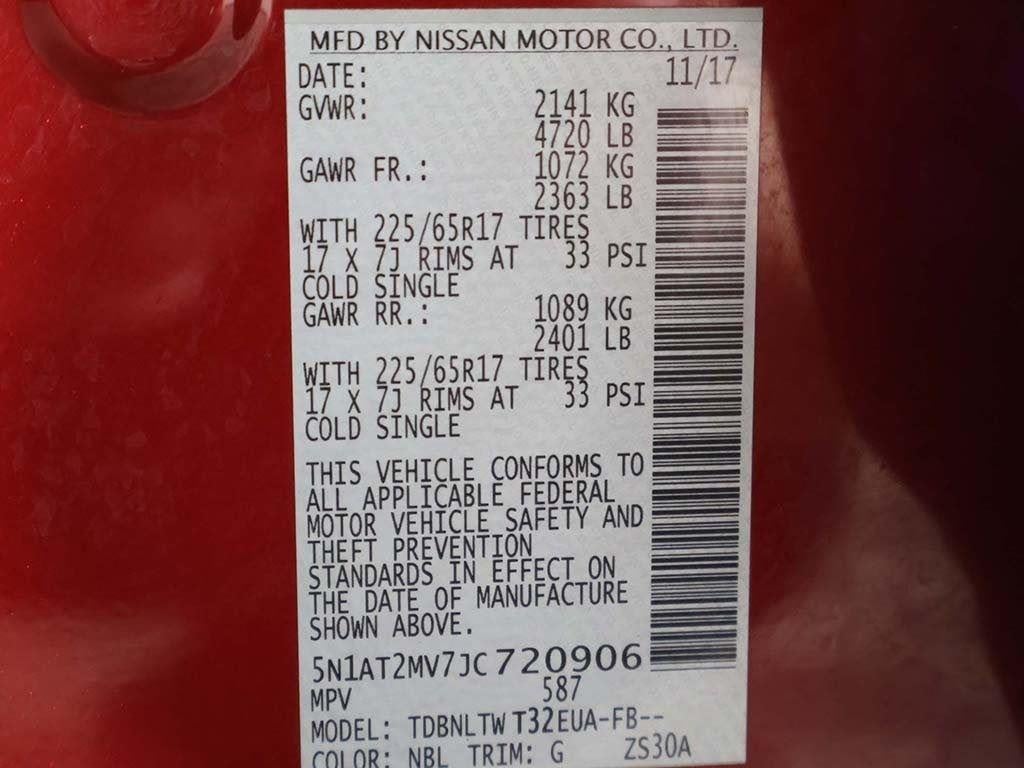 MFD BY NISSAN MOTOR CO., LTD.
DATE: 11/17
GVWR: 2141 KG
4720 LB
GAWR FR.: 1072 KG
2363 LB
WITH 225/65R17 TIRES
17 X 7J RIMS AT 33 PSI
COLD SINGLE
GAWR RR.: 1089 KG
2401 LB
WITH 225/65R17 TIRES
17 X 7J RIMS AT 33 PSI
COLD SINGLE
THIS VEHICLE CONFORMS TO
ALL APPLICABLE FEDERAL
MOTOR VEHICLE SAFETY AND
THEFT PREVENTION
STANDARDS IN EFFECT ON
THE DATE OF MANUFACTURE
SHOWN ABOVE.
5N1AT2MV7JC720906
MPV 587
MODEL: TDBNLTW T32EUA-FB--
COLOR: NBL TRIM: G ZS30A